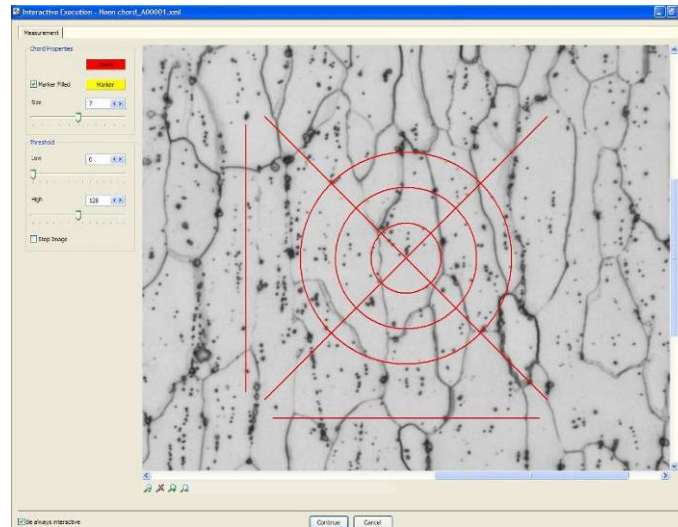 Interactive Execution - Neon chord_A00001.xml
Measurement
Chord Properties
Marker Filled
Marker
Size
7
Threshold
Low
0
High
128
Step Image
Be always interactive
Continue
Cancel